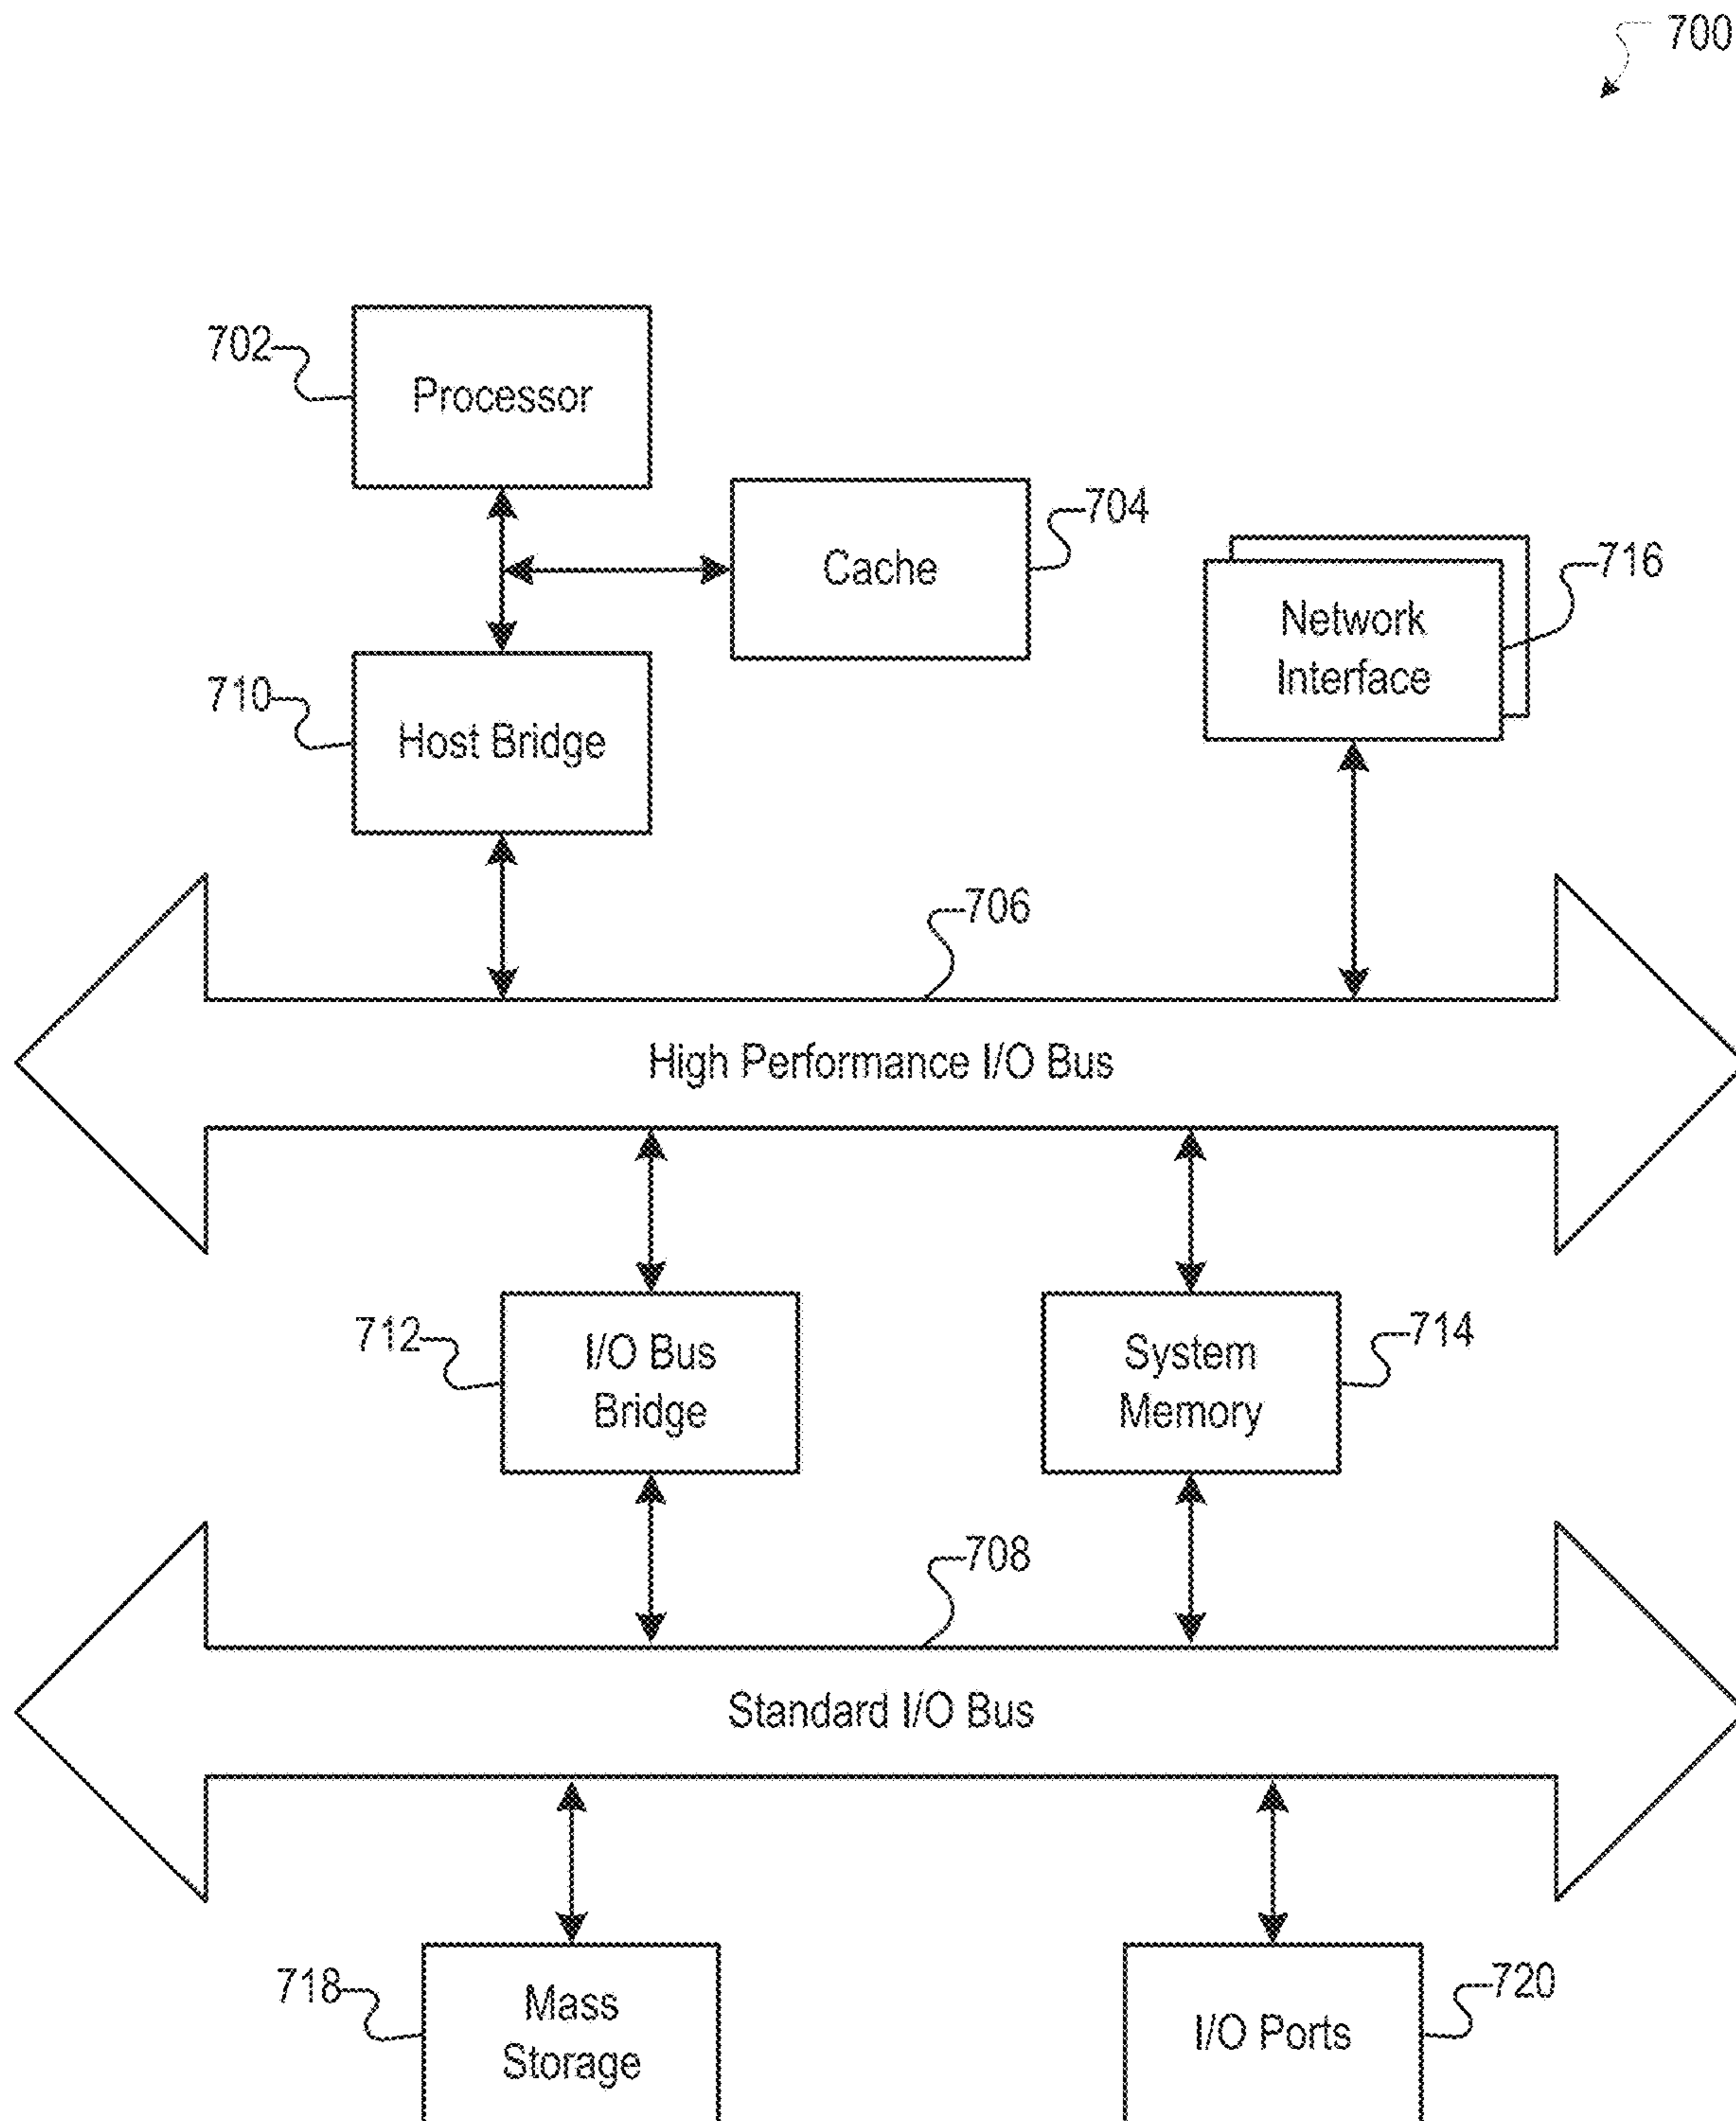 700
702
Processor
704
Cache
716
Network
Interface
710
Host Bridge
706
High Performance I/O Bus
712
I/O Bus
Bridge
System
Memory
714
708
Standard I/O Bus
718
Mass
Storage
I/O Ports
720